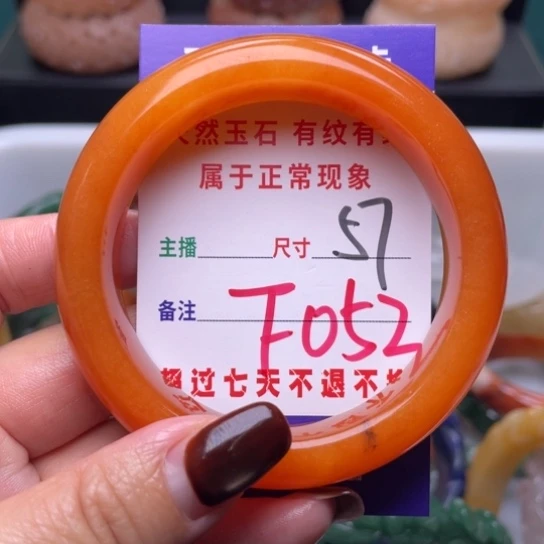 然玉石 有纹有
属于正常现象
主播 尺寸 57
备注 F052
过七天不退不